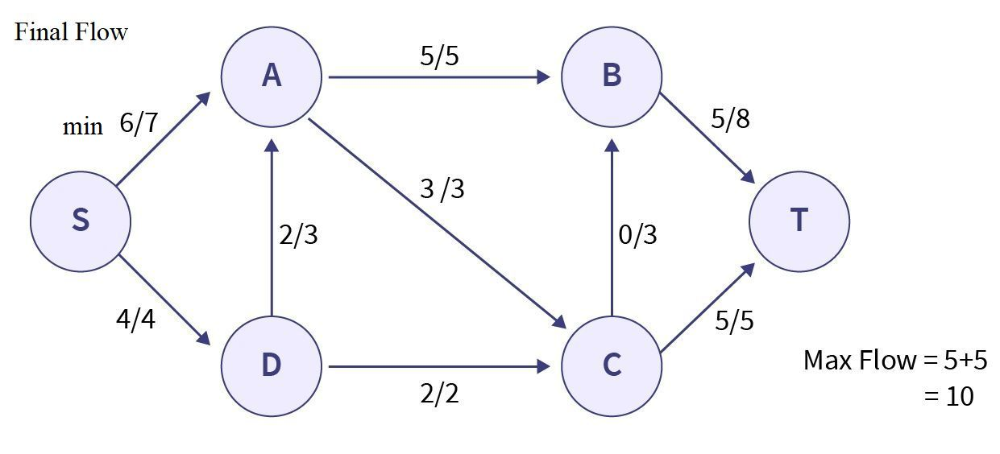 Final Flow
A
5/5
B
min 6/7
5/8
S
2/3
3 /3
0/3
T
4/4
5/5
D
2/2
C
Max Flow = 5+5
= 10